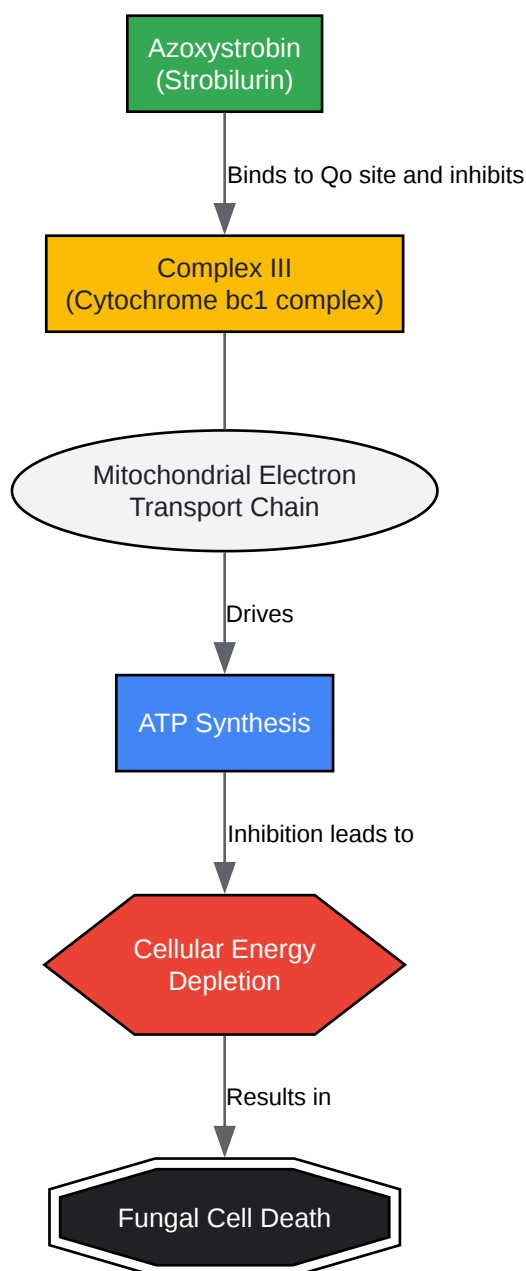 Azoxystrobin
(Strobilurin)
Binds to Qo site and inhibits
Complex III
(Cytochrome bc1 complex)
Mitochondrial Electron
Transport Chain
Drives
ATP Synthesis
Inhibition leads to
Cellular Energy
Depletion
Results in
Fungal Cell Death